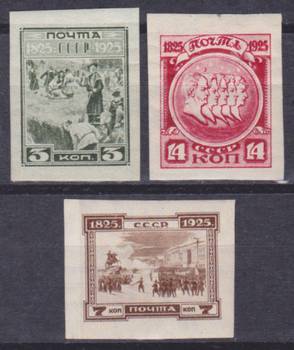 ПОЧТА
1825. СССР 1925
3 КОП. 3
1825 ПОЧТА 1925
14 СССР 14
КОП
1825. СССР 1925.
7 КОП ПОЧТА КОП 7